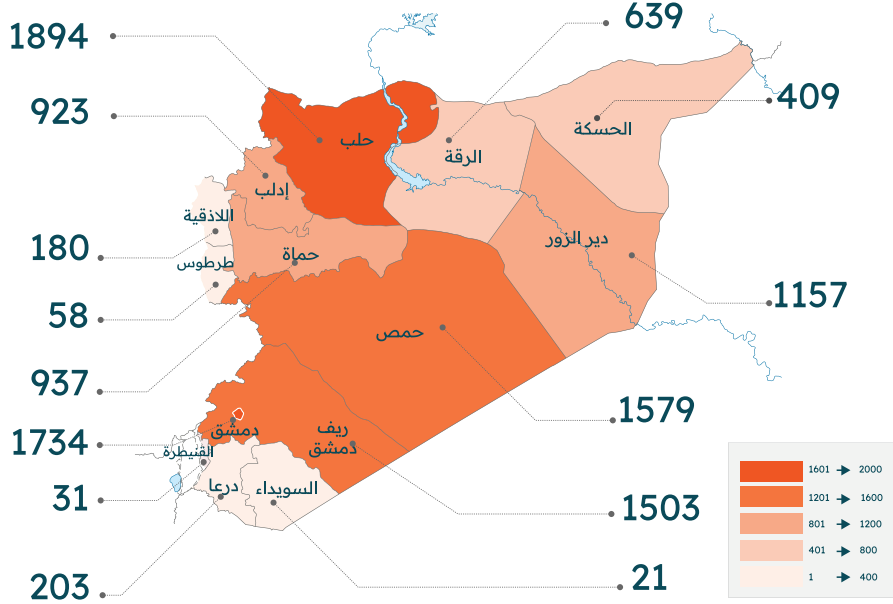 1894
639
923
409
حلب
الحسكة
الرقة
إدلب
اللاذقية
180
طرطوس
حماة
دير الزور
58
1157
حمص
957
1579
1734
دمشق
ريف
دمشق
القنيطرة
31
درعا
السويداء
1503
203
21
1601 2000
1201 1600
801 1200
401 800
1 400